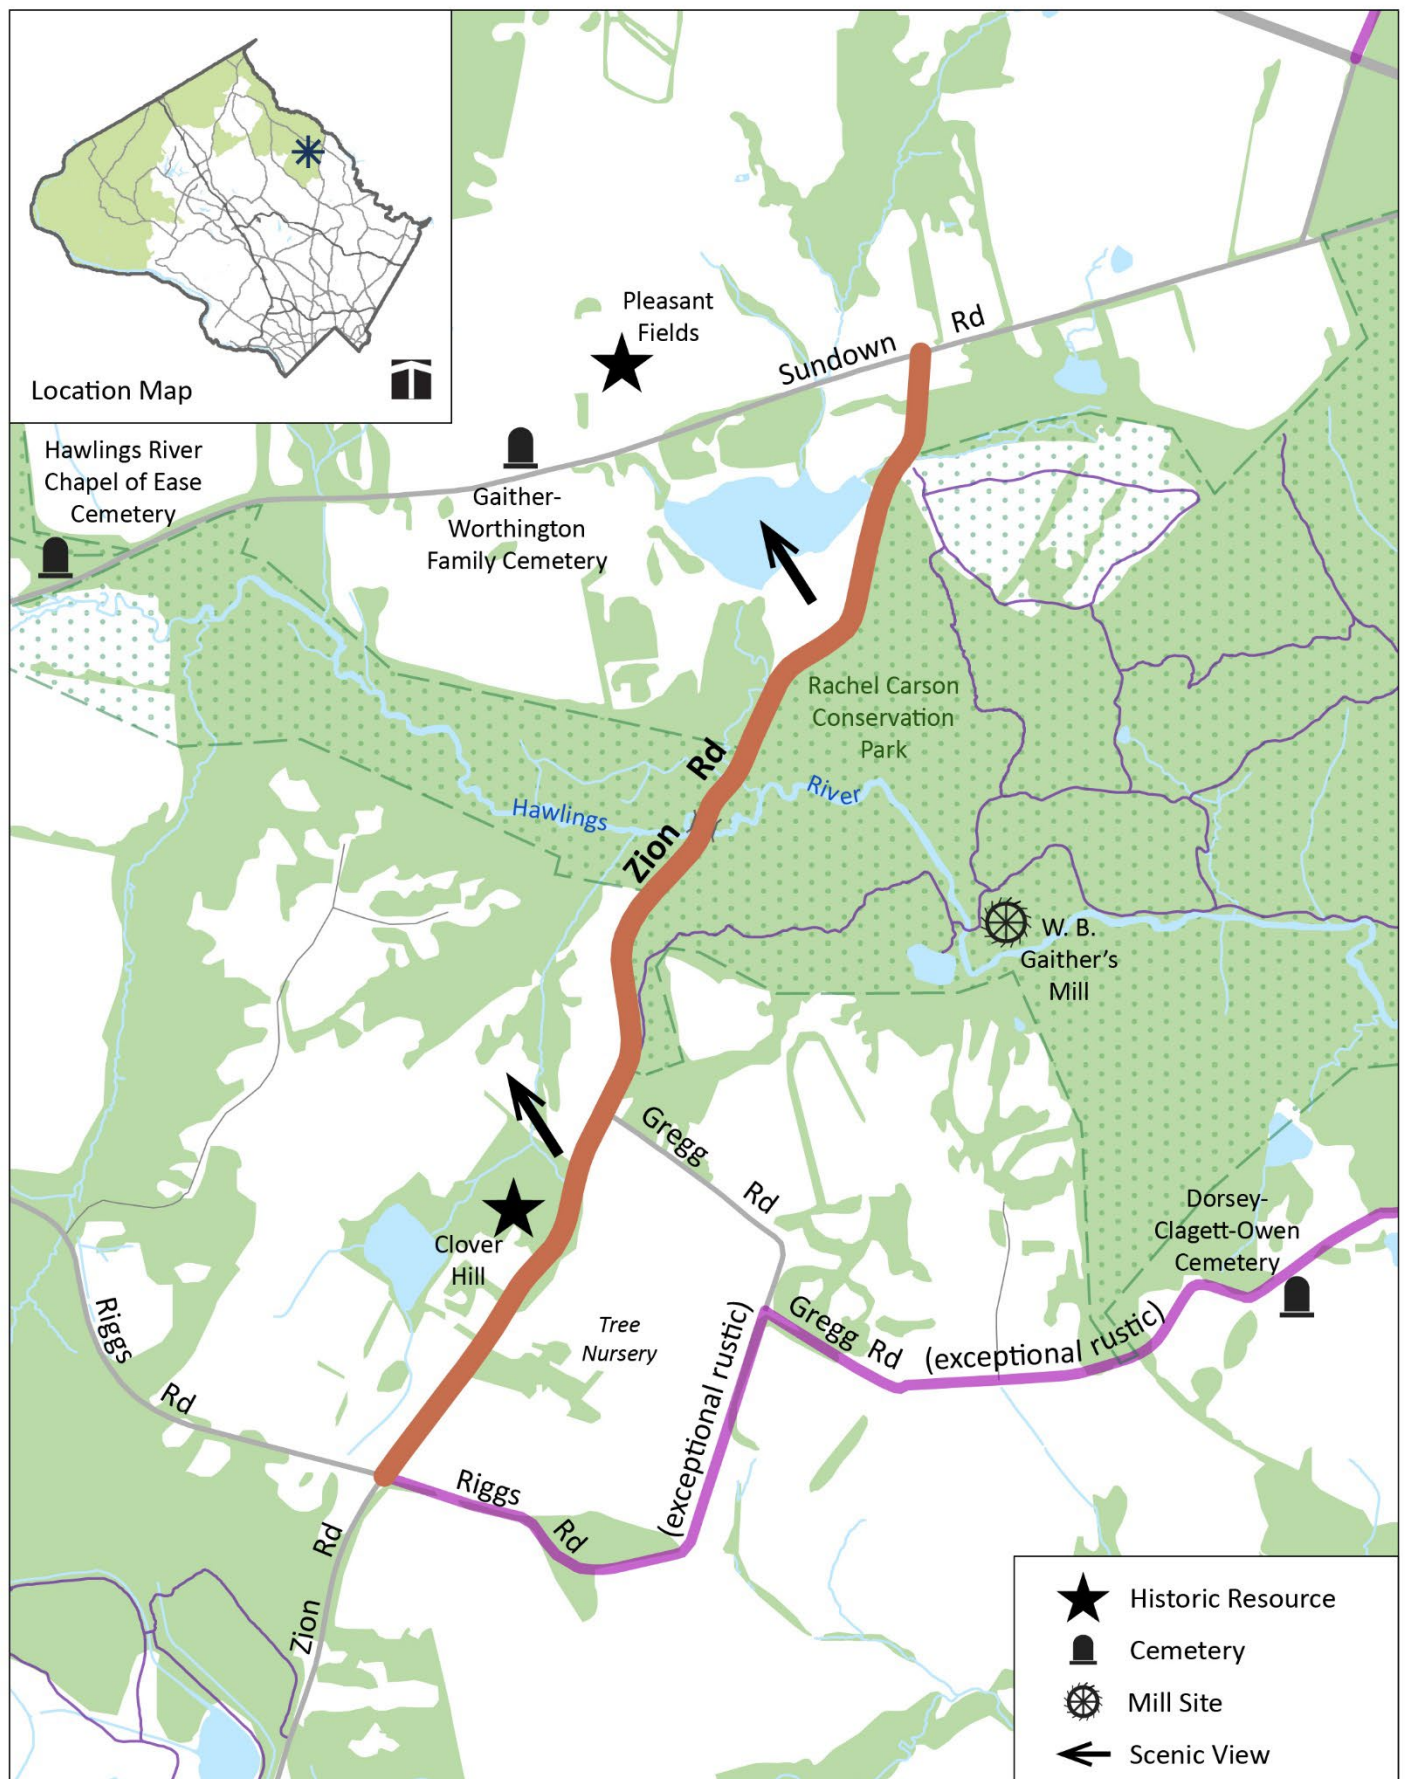 Location Map
Pleasant
Fields
Sundown Rd
Hawlings River
Chapel of Ease
Cemetery
Gaither-
Worthington
Family Cemetery
Rachel Carson
Conservation
Park
Zion Rd
Hawlings River
W. B.
Gaither's
Mill
Gregg Rd
Dorsey-
Clagett-Owen
Cemetery
Clover
Hill
Tree
Nursery
Riggs Rd
Gregg Rd (exceptional rustic)
Riggs Rd (exceptional rustic)
Zion Rd
Historic Resource
Cemetery
Mill Site
Scenic View